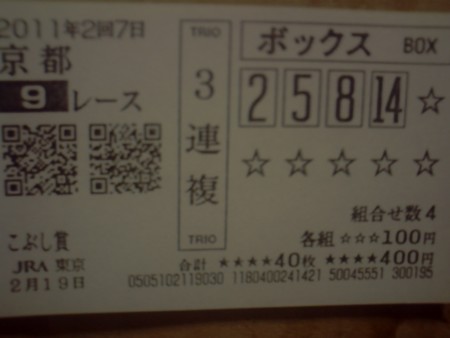 2011年2回7日
京都
9 レース
こぶし賞
JRA 東京
2月19日
TRIO
3連複
TRIO
ボックス BOX
2 5 8 14 ☆
☆ ☆ ☆ ☆ ☆
組合せ数4
各組 ☆☆☆100円
合計 ★★★★40枚 ★★★★400円
0505102119030 1180400241421 50045551 300195